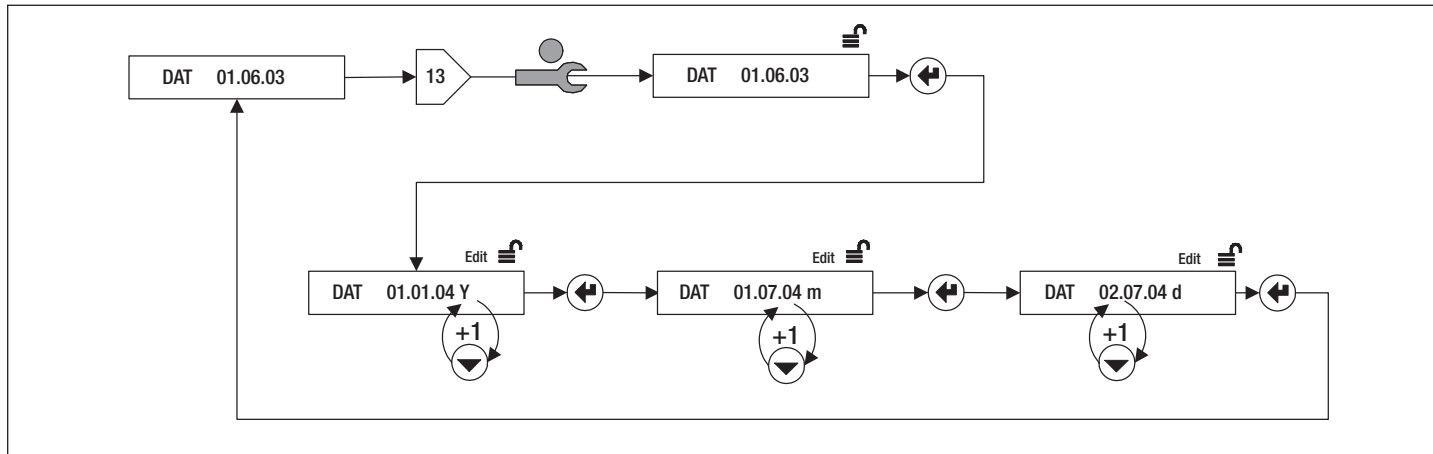 DAT 01.06.03
13
DAT 01.06.03
Edit
DAT 01.01.04 Y
+1
Edit
DAT 01.07.04 m
+1
Edit
DAT 02.07.04 d
+1